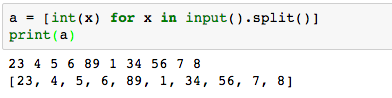 a = [int(x) for x in input().split()]
print(a)
23 4 5 6 89 1 34 56 7 8
[23, 4, 5, 6, 89, 1, 34, 56, 7, 8]